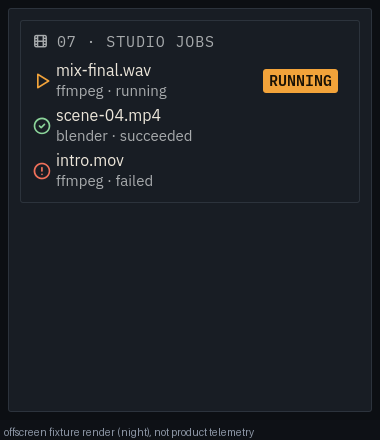 07 · STUDIO JOBS
mix-final.wav
ffmpeg · running
RUNNING
scene-04.mp4
blender · succeeded
intro.mov
ffmpeg · failed
offscreen fixture render (night), not product telemetry